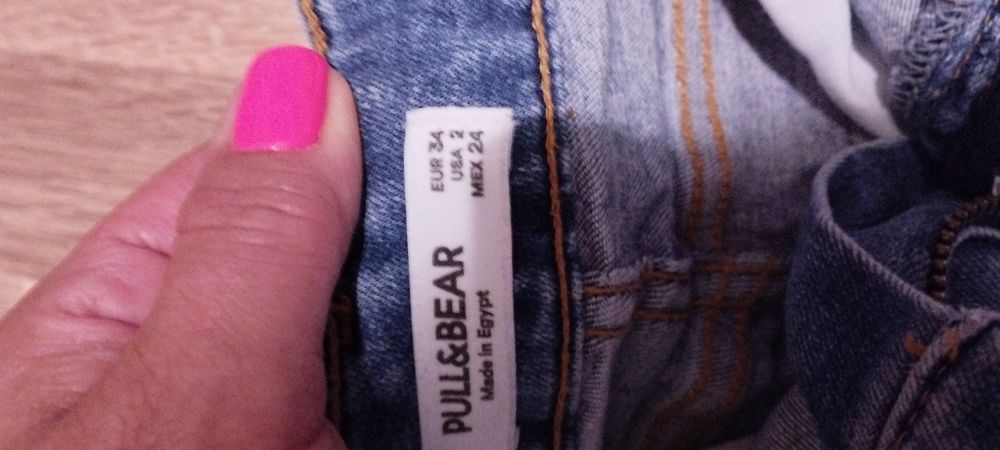 PULL&BEAR
Made in Egypt
EUR 34
USA 2
MEX 24